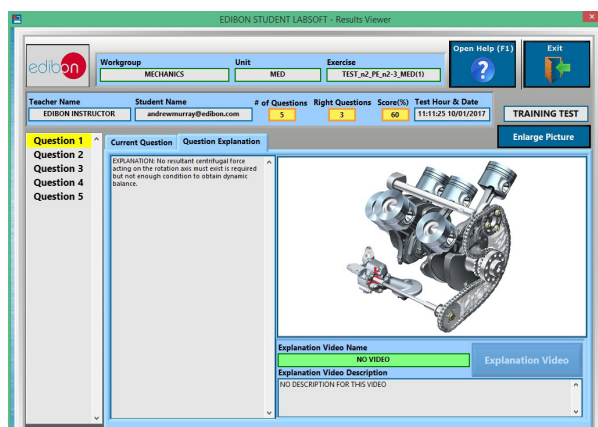 EDIBON STUDENT LABSOFT - Results Viewer
edibon
Workgroup
MECHANICS
Unit
MED
Exercise
TEST_n2_PE_n2-3_MED(1)
Open Help (F1)
?
Exit
Teacher Name
EDIBON INSTRUCTOR
Student Name
andrewmurray@edibon.com
# of Questions
5
Right Questions
3
Score(%)
60
Test Hour & Date
11:11:25 10/01/2017
TRAINING TEST
Enlarge Picture
Question 1
Question 2
Question 3
Question 4
Question 5
Current Question
Question Explanation
EXPLANATION: No resultant centrifugal force
acting on the rotation axis must exist is required
but not enough condition to obtain dynamic
balance.
Explanation Video Name
NO VIDEO
Explanation Video
Explanation Video Description
NO DESCRIPTION FOR THIS VIDEO